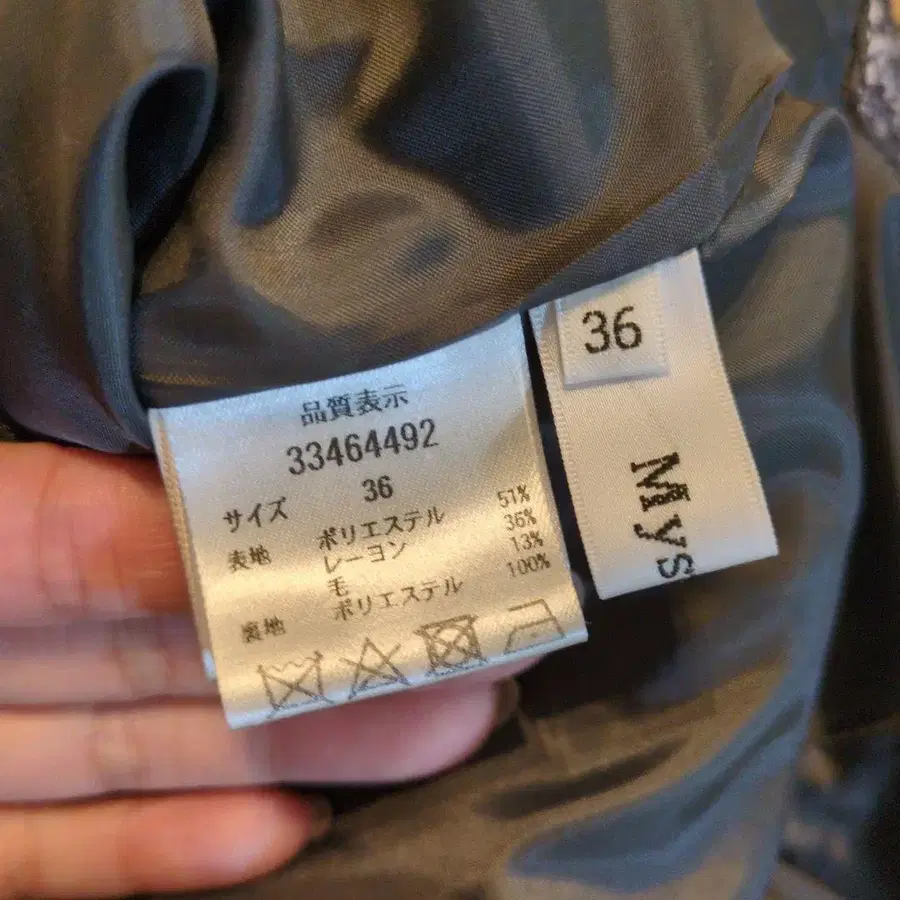 品質表示
33464492
サイズ 36
表地 ポリエステル 51%
レーヨン 36%
毛 13%
裏地 ポリエステル 100%
36
Mys